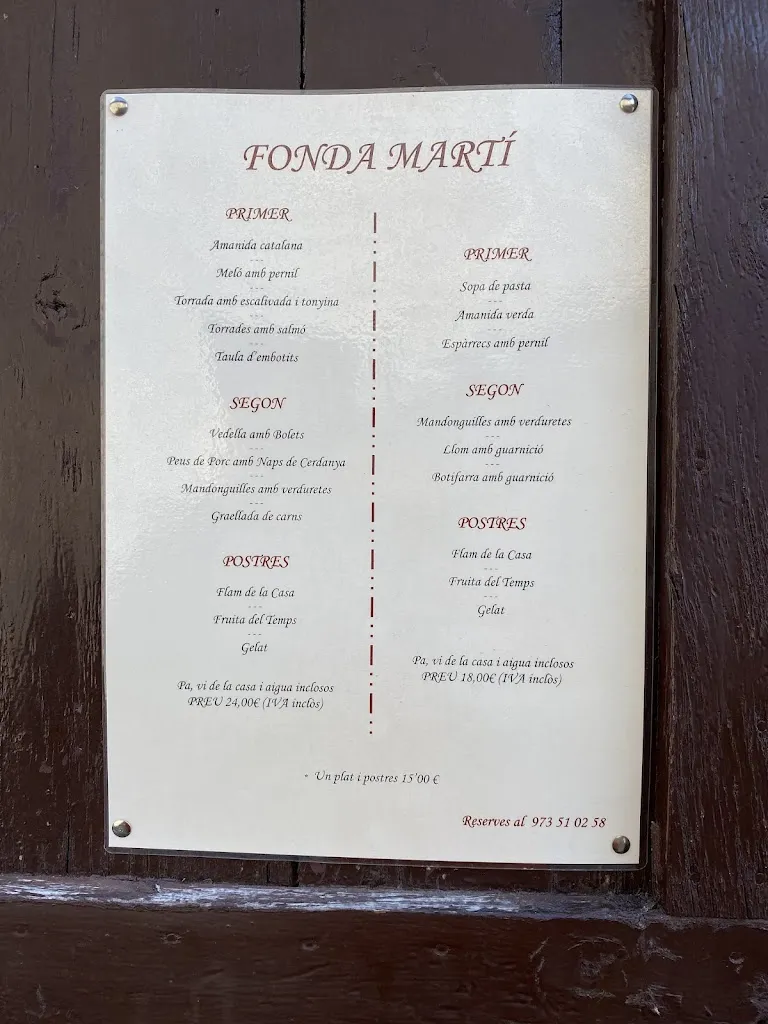 FONDA MARTÍ
PRIMER
Amanida catalana
---
Meló amb pernil
---
Torrada amb escalivada i tonyina
---
Torrades amb salmó
---
Taula d'embotits
SEGON
Vedella amb Bolets
---
Peus de Porc amb Naps de Cerdanya
---
Mandonguilles amb verduretes
---
Graellada de carns
POSTRES
Flam de la Casa
---
Fruita del Temps
---
Gelat
Pa, vi de la casa i aigua inclosos
PREU 24,00€ (IVA inclòs)
PRIMER
Sopa de pasta
---
Amanida verda
---
Espàrrecs amb pernil
SEGON
Mandonguilles amb verduretes
---
Llom amb guarnició
---
Botifarra amb guarnició
POSTRES
Flam de la Casa
---
Fruita del Temps
---
Gelat
Pa, vi de la casa i aigua inclosos
PREU 18,00€ (IVA inclòs)
* Un plat i postres 15'00 €
Reserves al 973 51 02 58